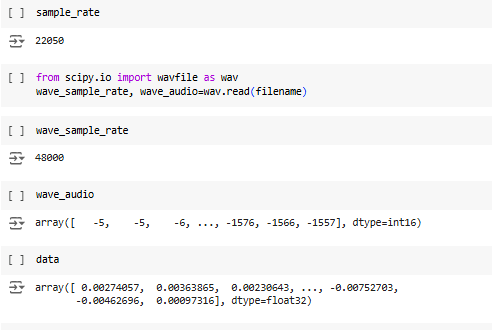 [ ] sample_rate
22050
[ ] from scipy.io import wavfile as wav
wave_sample_rate, wave_audio=wav.read(filename)
[ ] wave_sample_rate
48000
[ ] wave_audio
array([   -5,    -5,    -6, ..., -1576, -1566, -1557], dtype=int16)
[ ] data
array([ 0.00274057,  0.00363865,  0.00230643, ..., -0.00752703,
-0.00462696,  0.00097316], dtype=float32)